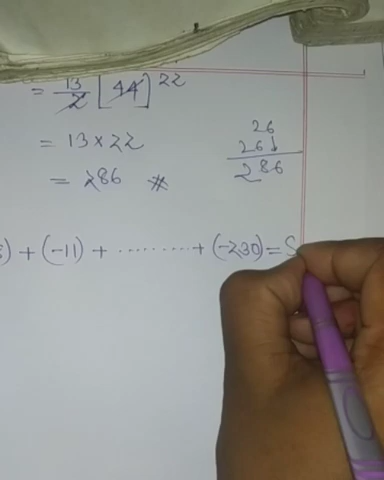 = 13/2 [44] 22
= 13 × 22
= 286 #
26
26↓
286
) + (-11) + .......... + (-230) = S